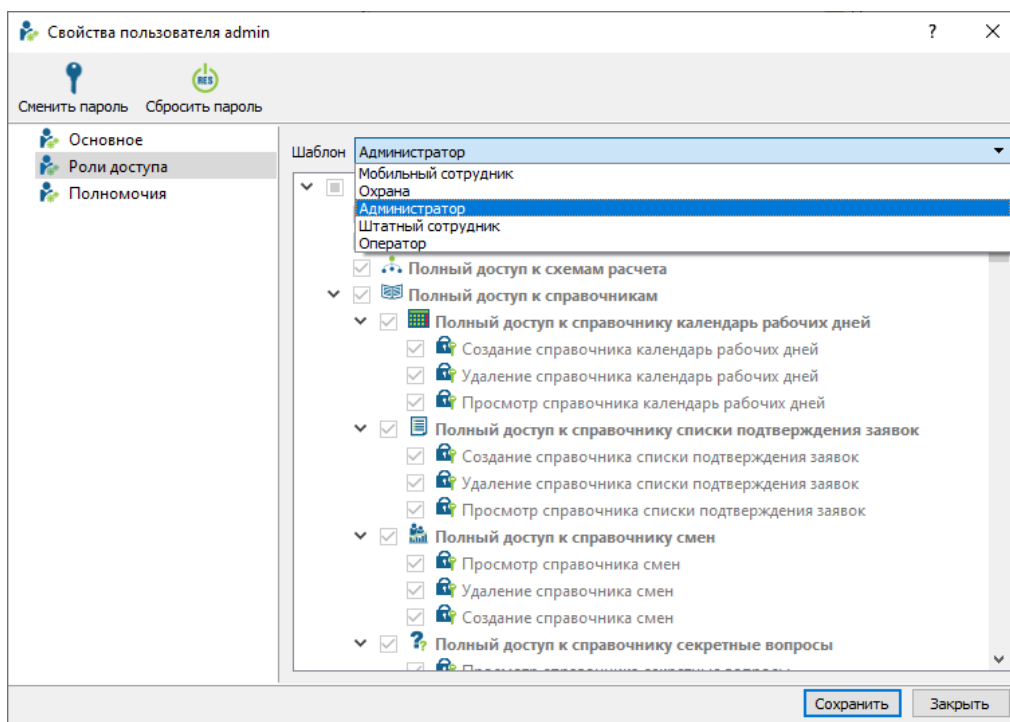 Свойства пользователя admin
?
RES
Сменить пароль Сбросить пароль
Основное
Роли доступа
Полномочия
Шаблон Администратор
Мобильный сотрудник
Охрана
Администратор
Штатный сотрудник
Оператор
Полный доступ к схемам расчета
Полный доступ к справочникам
Полный доступ к справочнику календарь рабочих дней
Создание справочника календарь рабочих дней
Удаление справочника календарь рабочих дней
Просмотр справочника календарь рабочих дней
Полный доступ к справочнику списки подтверждения заявок
Создание справочника списки подтверждения заявок
Удаление справочника списки подтверждения заявок
Просмотр справочника списки подтверждения заявок
Полный доступ к справочнику смен
Просмотр справочника смен
Удаление справочника смен
Создание справочника смен
Полный доступ к справочнику секретные вопросы
Просмотр справочника секретные вопросы
Сохранить Закрыть